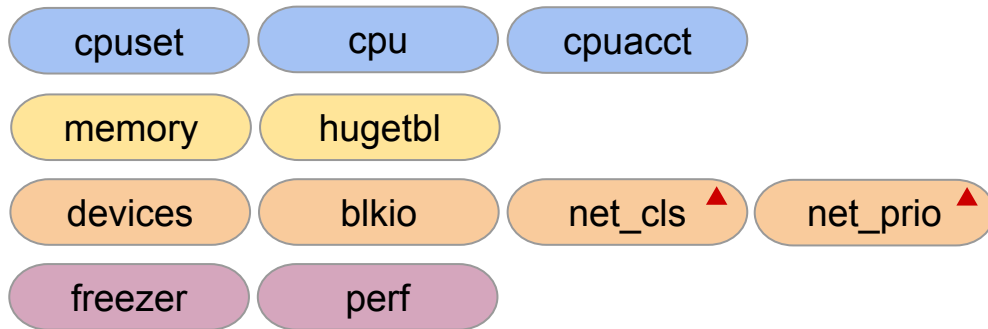 cpuset cpu cpuacct
memory hugetbl
devices blkio net_cls net_prio
freezer perf